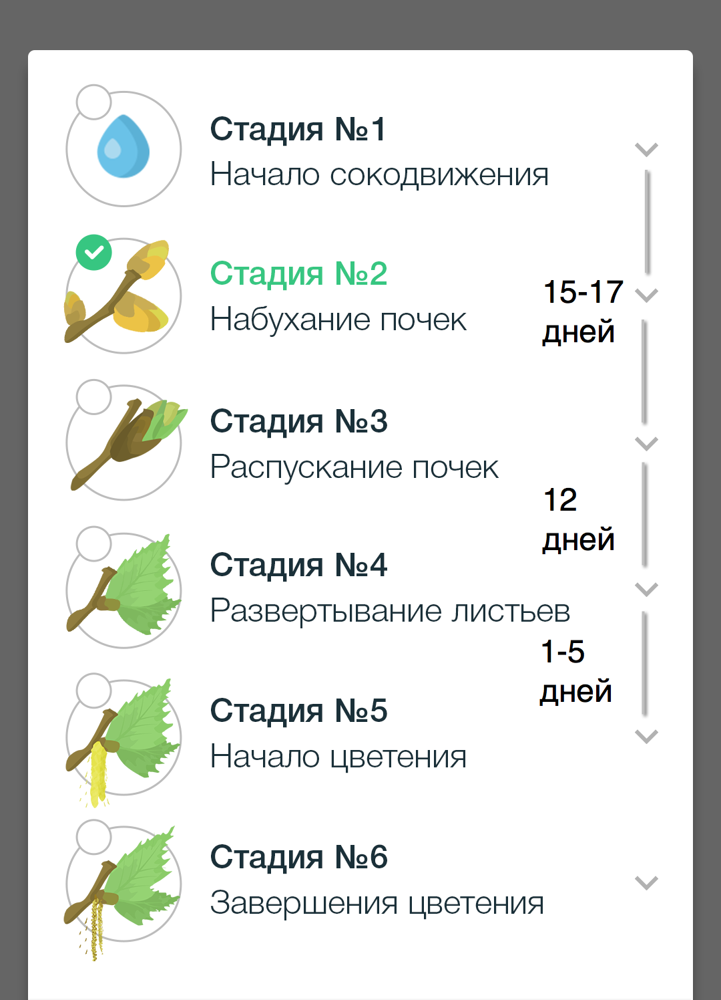 Стадия №1
Начало сокодвижения
Стадия №2
15-17
Набухание почек
дней
Стадия №3
Распускание почек
12
дней
Стадия №4
Развертывание листьев
1-5
дней
Стадия №5
Начало цветения
Стадия №6
Завершения цветения